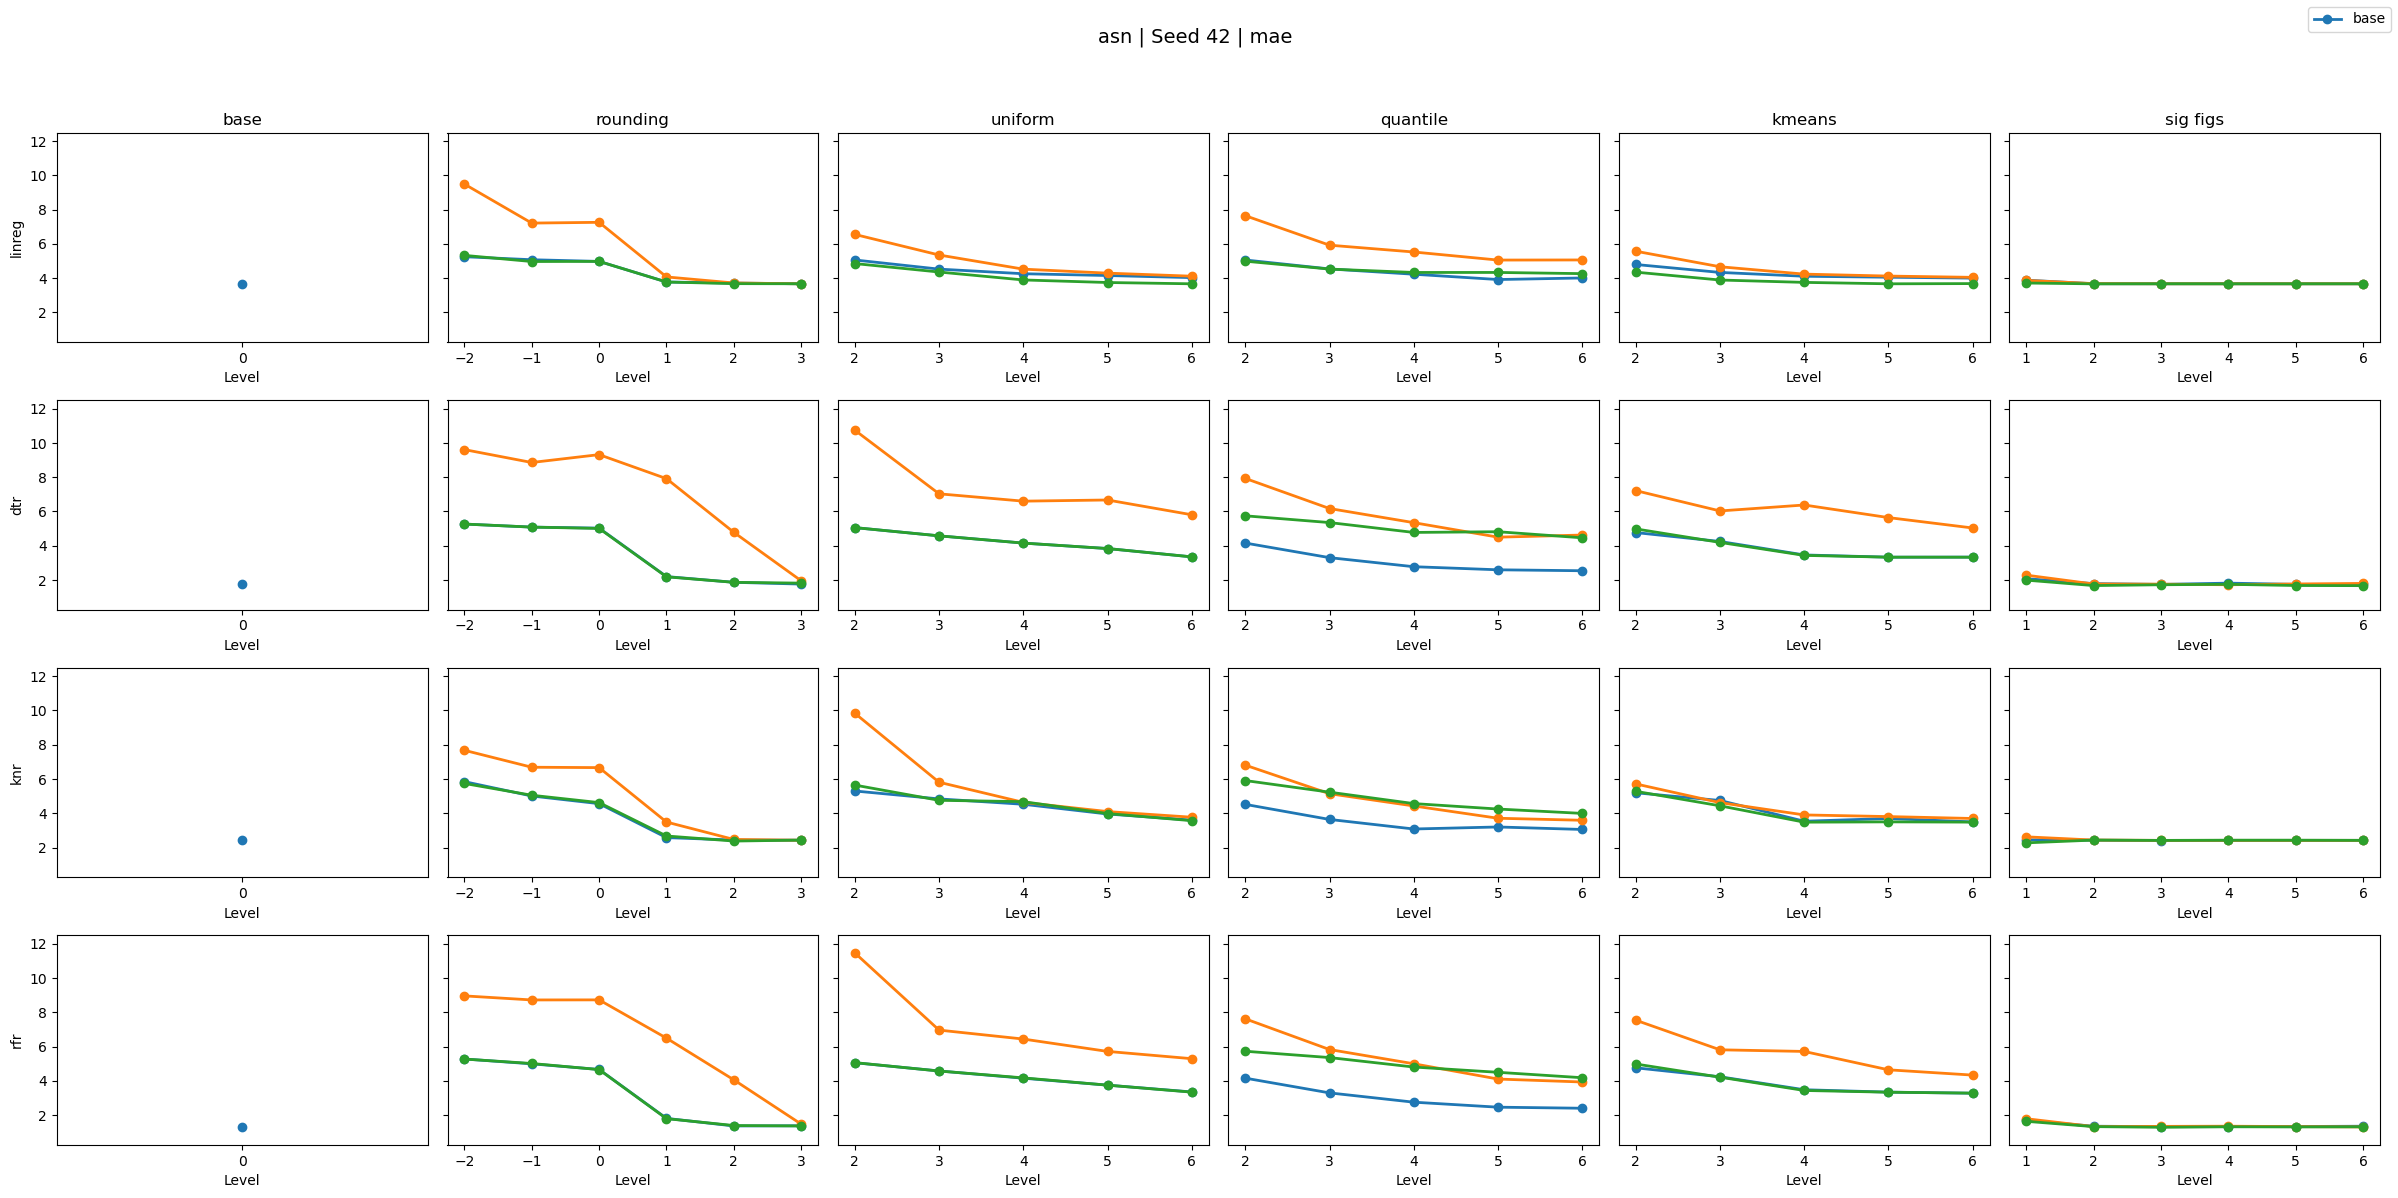 base
asn | Seed 42 | mae
base rounding uniform quantile kmeans sig figs
12
10
8
6
4
2
linreg
0 −2 −1 0 1 2 3 2 3 4 5 6 2 3 4 5 6 2 3 4 5 6 1 2 3 4 5 6
Level Level Level Level Level Level
12
10
8
6
4
2
dtr
0 −2 −1 0 1 2 3 2 3 4 5 6 2 3 4 5 6 2 3 4 5 6 1 2 3 4 5 6
Level Level Level Level Level Level
12
10
8
6
4
2
knr
0 −2 −1 0 1 2 3 2 3 4 5 6 2 3 4 5 6 2 3 4 5 6 1 2 3 4 5 6
Level Level Level Level Level Level
12
10
8
6
4
2
rfr
0 −2 −1 0 1 2 3 2 3 4 5 6 2 3 4 5 6 2 3 4 5 6 1 2 3 4 5 6
Level Level Level Level Level Level